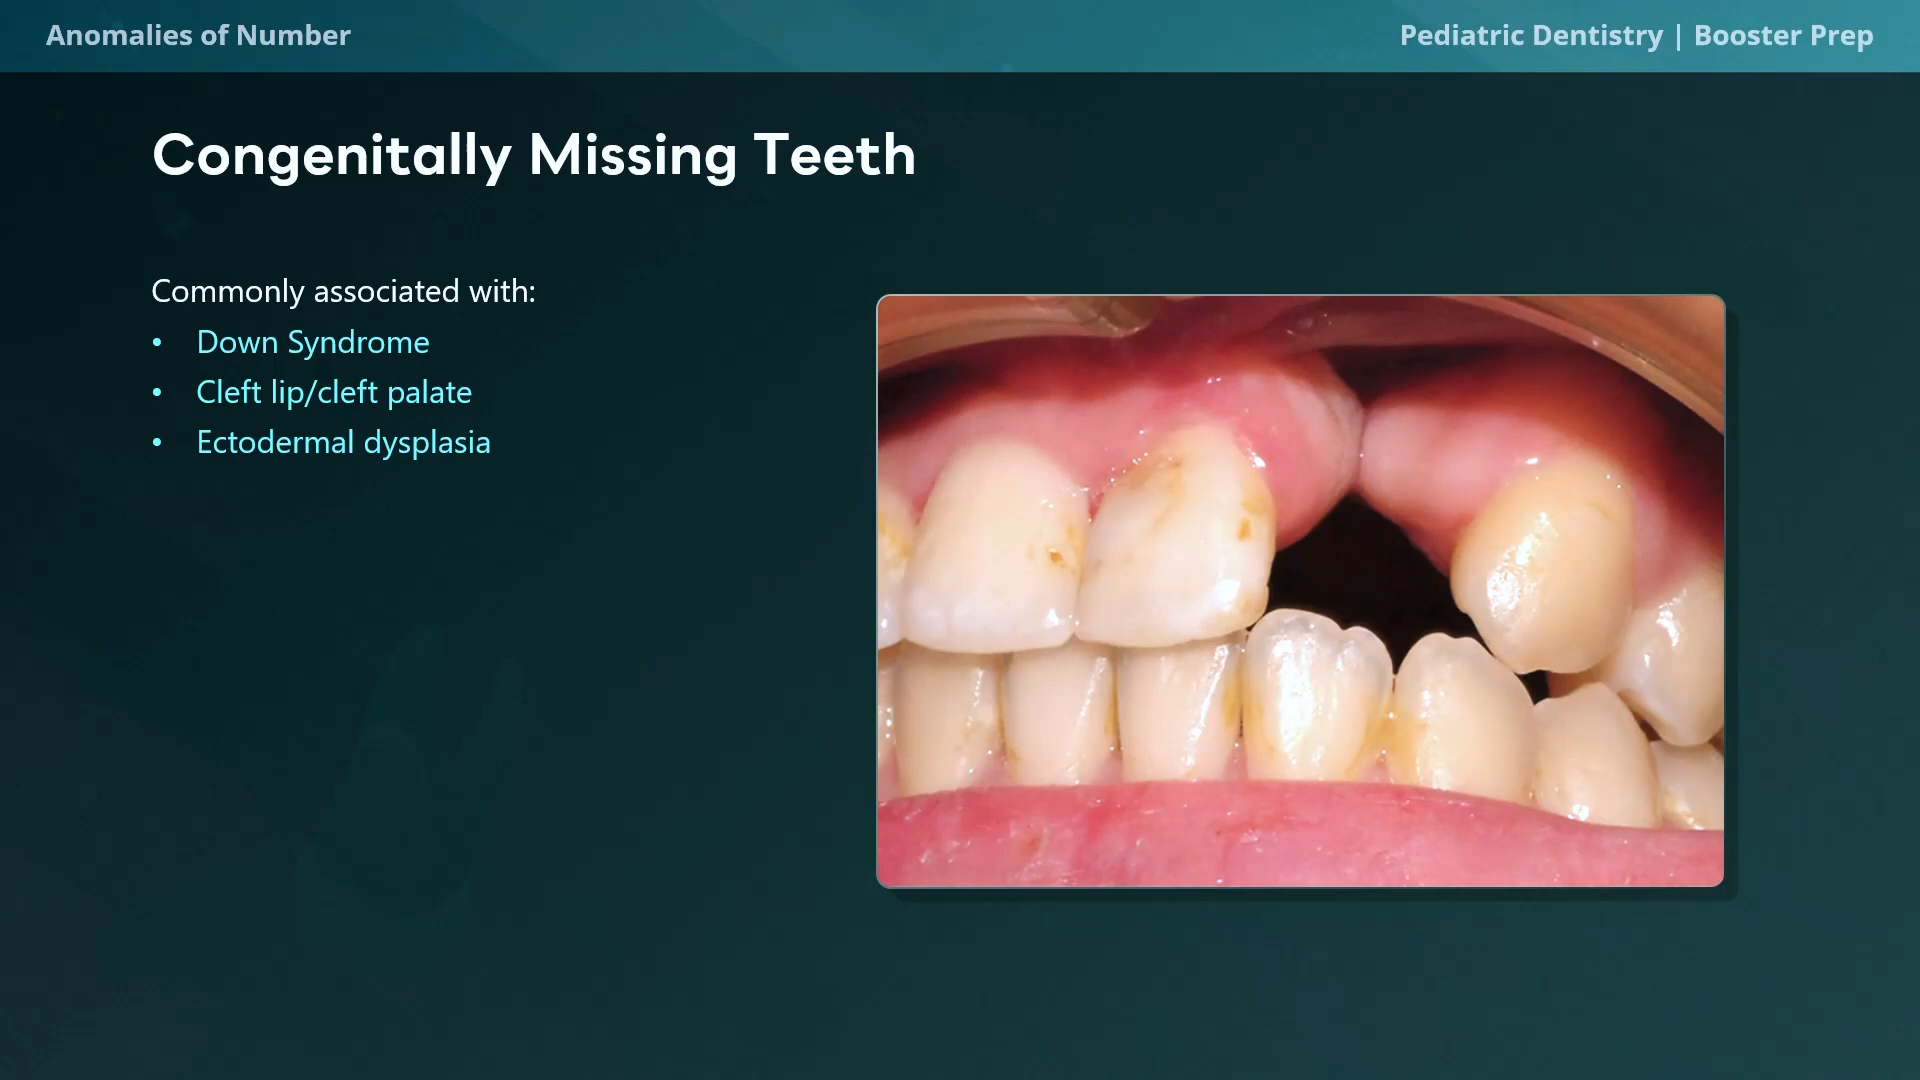 Anomalies of Number
Pediatric Dentistry | Booster Prep
Congenitally Missing Teeth
Commonly associated with:
• Down Syndrome
• Cleft lip/cleft palate
• Ectodermal dysplasia